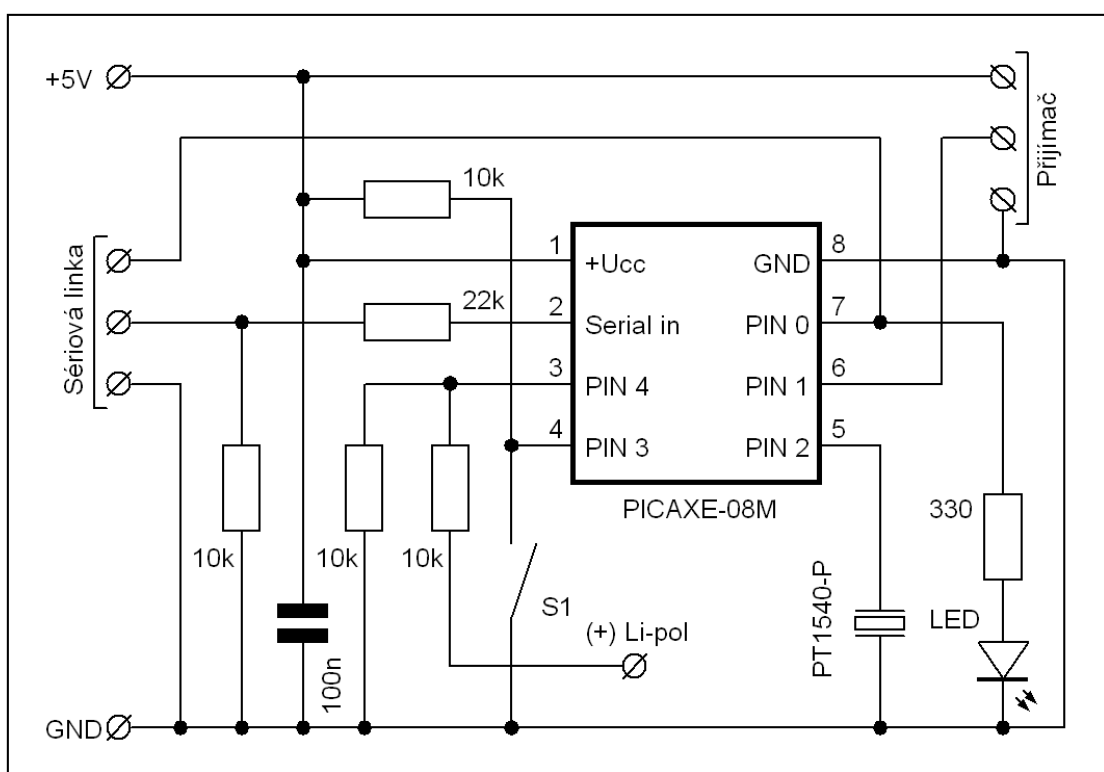 +5V
Přijímač
10k
Sériová linka
1
+Ucc
GND
8
22k
2
Serial in
PIN 0
7
3
PIN 4
PIN 1
6
4
PIN 3
PIN 2
5
PICAXE-08M
330
10k
10k
10k
S1
PT1540-P
LED
(+) Li-pol
100n
GND